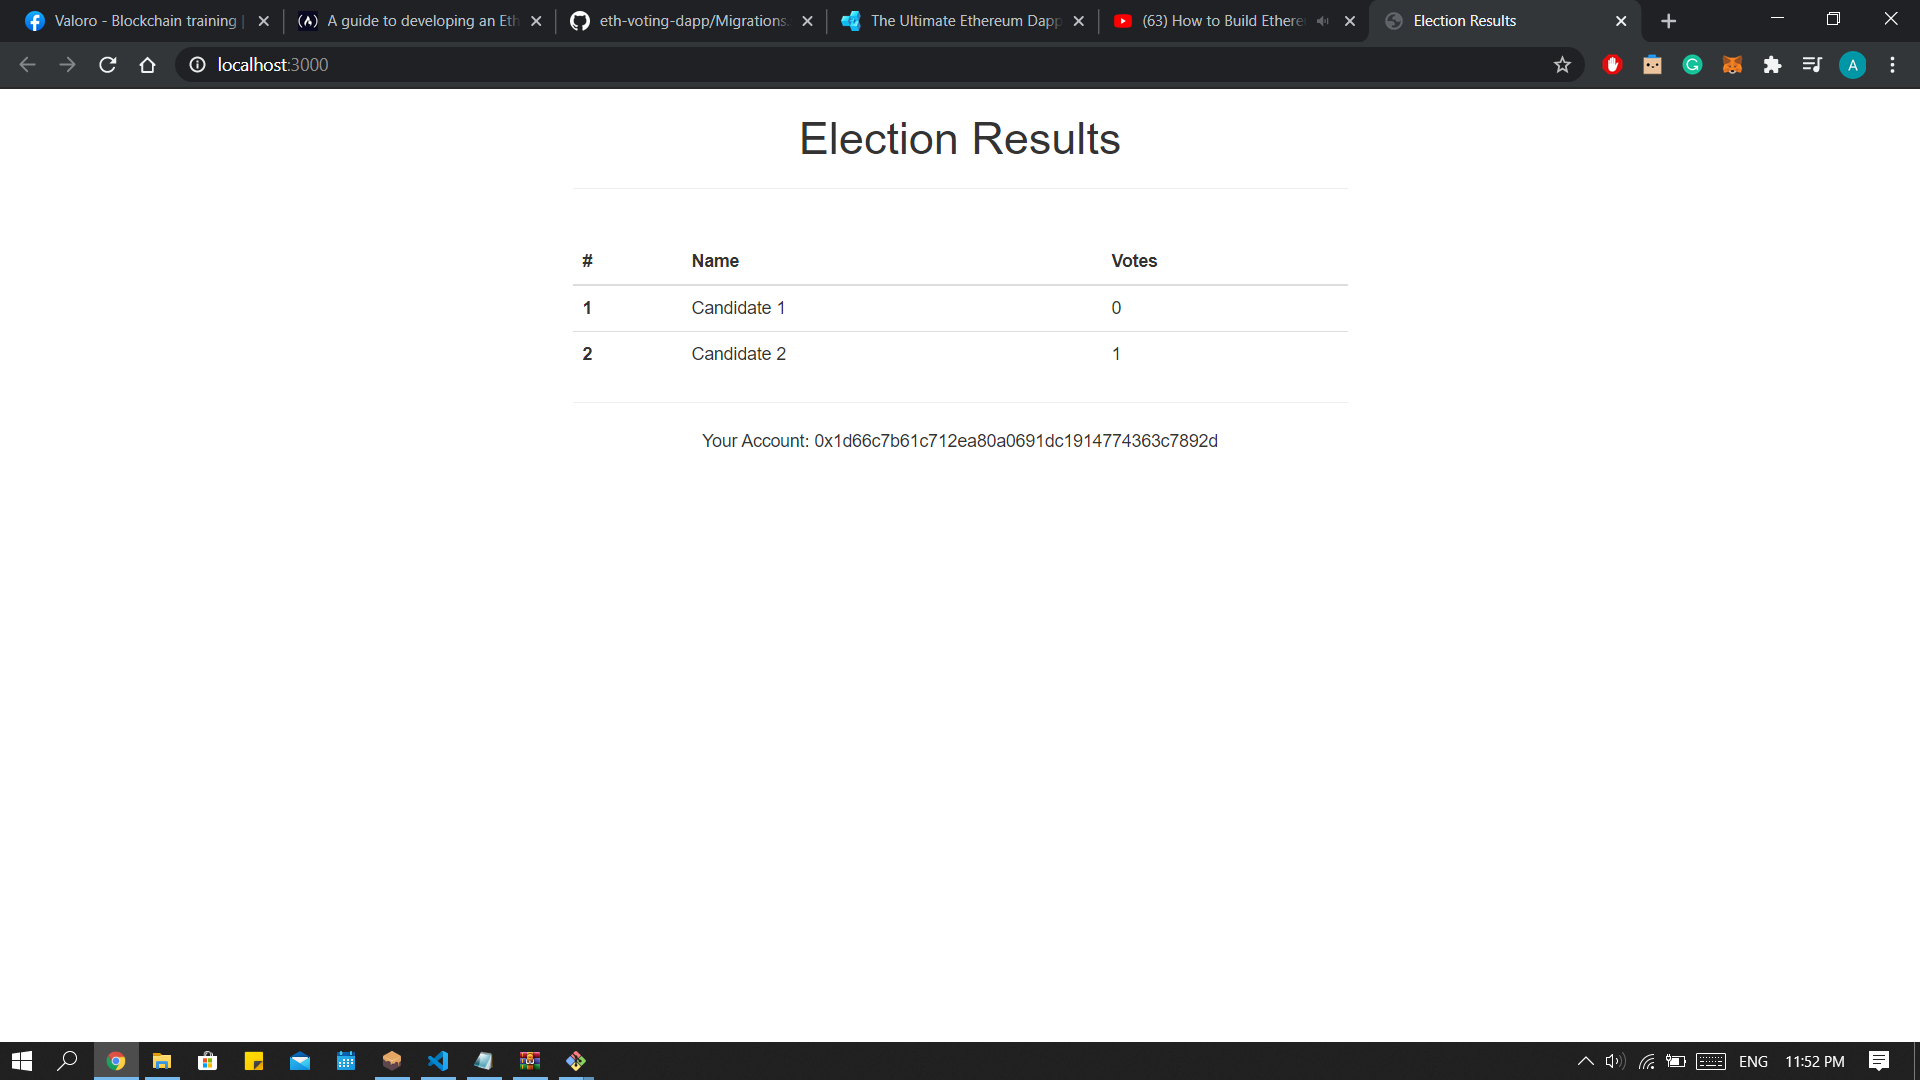 Valoro - Blockchain training |
A guide to developing an Eth
eth-voting-dapp/Migrations.
The Ultimate Ethereum Dapp
(63) How to Build Ethere
Election Results
localhost:3000
A
Election Results
# Name Votes
1 Candidate 1 0
2 Candidate 2 1
Your Account: 0x1d66c7b61c712ea80a0691dc1914774363c7892d
ENG 11:52 PM